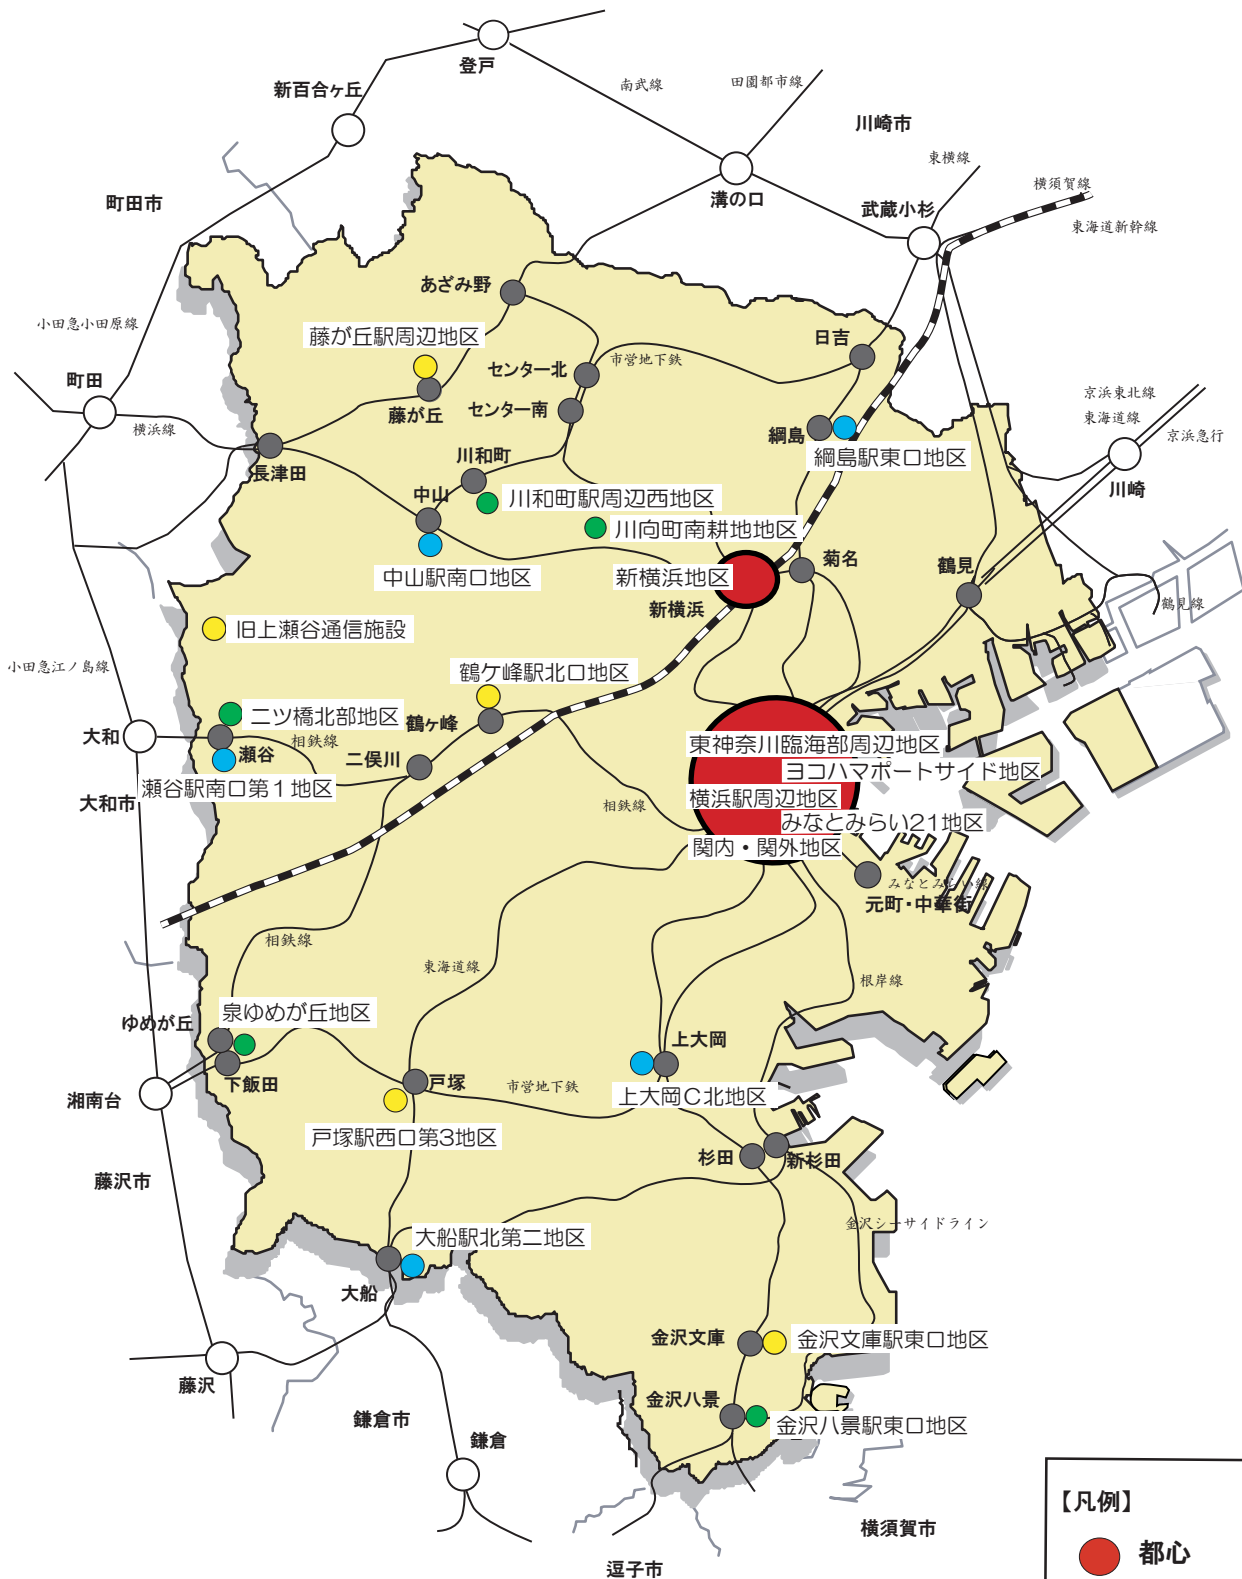 登戸
新百合ヶ丘
南武線
田園都市線
川崎市
東横線
横須賀線
町田市
溝の口
武蔵小杉
東海道新幹線
あざみ野
小田急小田原線
藤が丘駅周辺地区
日吉
市営地下鉄
センター北
町田
藤が丘
センター南
京浜東北線
東海道線
京浜急行
横浜線
綱島
綱島駅東口地区
長津田
川和町
川崎
中山
川和町駅周辺西地区
川向町南耕地地区
中山駅南口地区
新横浜地区
菊名
鶴見
新横浜
鶴見線
旧上瀬谷通信施設
小田急江ノ島線
鶴ケ峰駅北口地区
二ツ橋北部地区
鶴ヶ峰
大和
相鉄線
瀬谷
二俣川
東神奈川臨海部周辺地区
ヨコハマポートサイド地区
瀬谷駅南口第1地区
大和市
相鉄線
横浜駅周辺地区
みなとみらい21地区
関内・関外地区
みなとみらい線
元町・中華街
相鉄線
東海道線
根岸線
泉ゆめが丘地区
ゆめが丘
上大岡
下飯田
戸塚
市営地下鉄
上大岡C北地区
湘南台
戸塚駅西口第3地区
杉田
新杉田
藤沢市
金沢シーサイドライン
大船駅北第二地区
大船
金沢文庫
金沢文庫駅東口地区
藤沢
金沢八景
鎌倉市
金沢八景駅東口地区
鎌倉
【凡例】
横須賀市
都心
逗子市